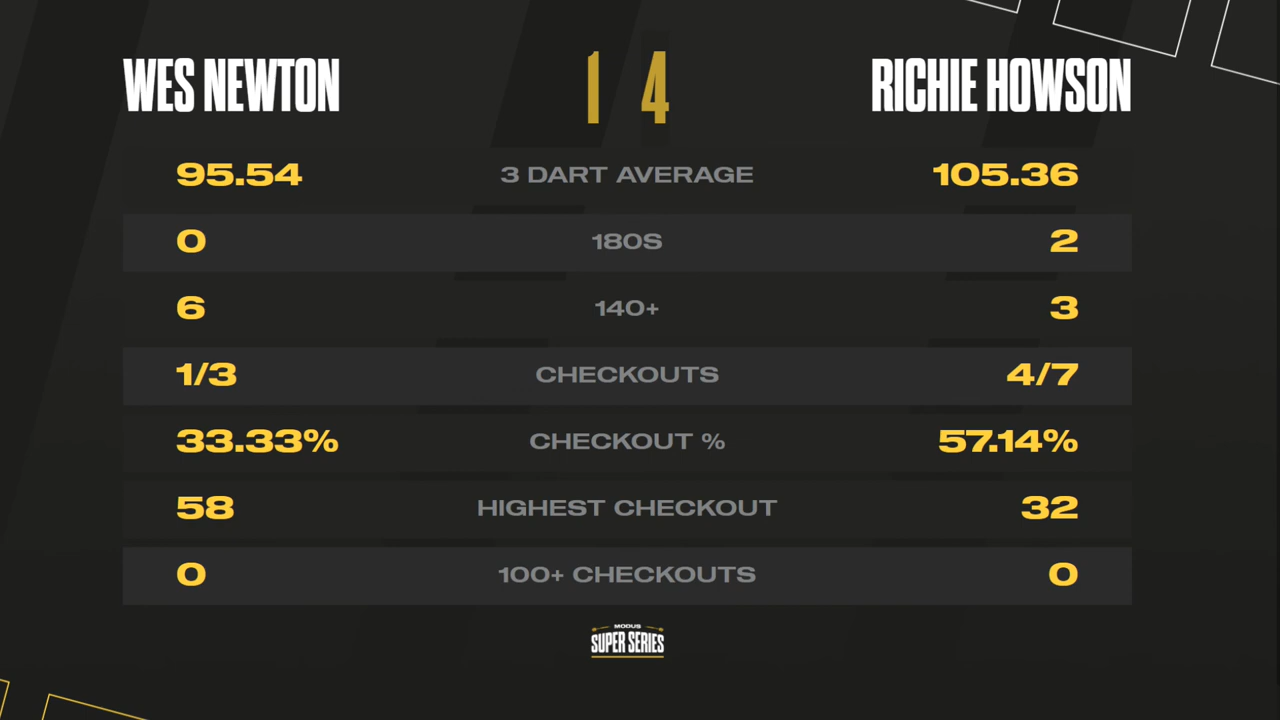 WES NEWTON 1 4 RICHIE HOWSON
95.54 3 DART AVERAGE 105.36
0 180S 2
6 140+ 3
1/3 CHECKOUTS 4/7
33.33% CHECKOUT % 57.14%
58 HIGHEST CHECKOUT 32
0 100+ CHECKOUTS 0
MODUS
SUPER SERIES